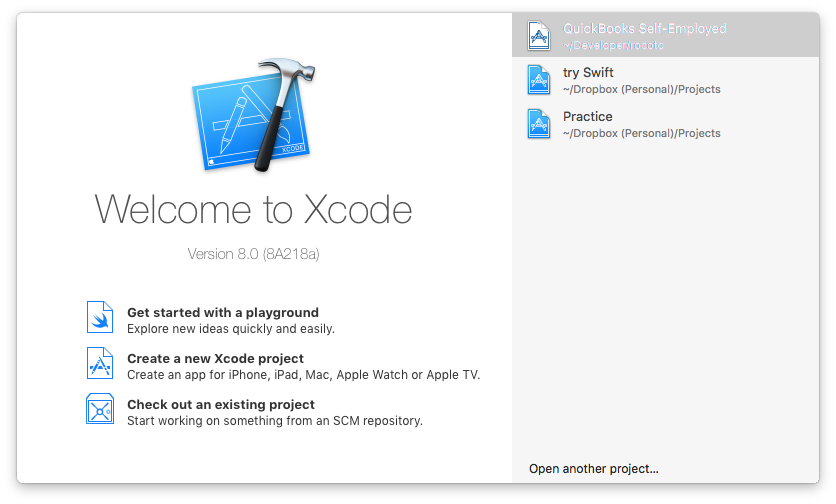 XCODE
Welcome to Xcode
Version 8.0 (8A218a)
Get started with a playground
Explore new ideas quickly and easily.
Create a new Xcode project
Create an app for iPhone, iPad, Mac, Apple Watch or Apple TV.
Check out an existing project
Start working on something from an SCM repository.
QuickBooks Self-Employed
~/Developer/roboto
try Swift
~/Dropbox (Personal)/Projects
Practice
~/Dropbox (Personal)/Projects
Open another project...